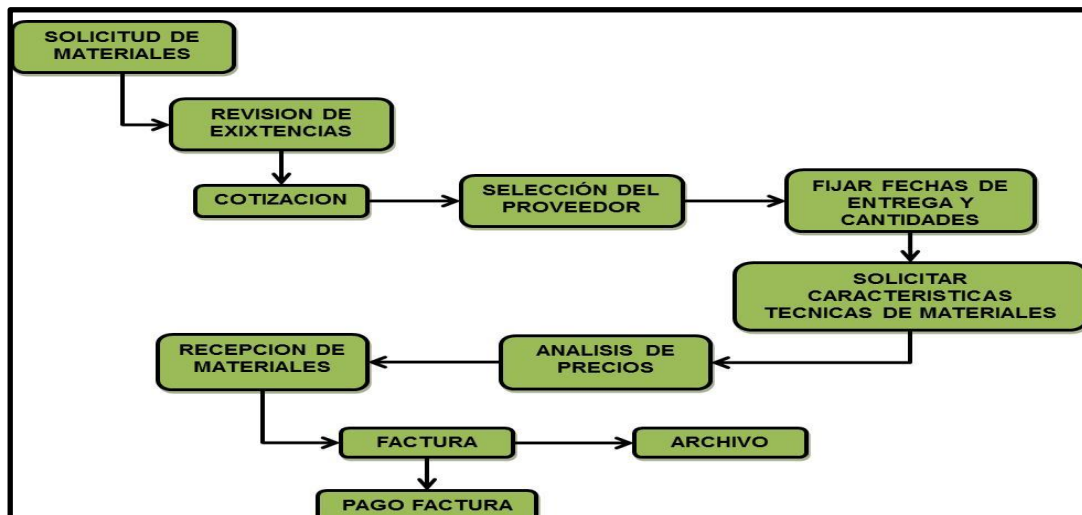 SOLICITUD DE
MATERIALES
REVISION DE
EXIXTENCIAS
COTIZACION
SELECCIÓN DEL
PROVEEDOR
FIJAR FECHAS DE
ENTREGA Y
CANTIDADES
SOLICITAR
CARACTERISTICAS
TECNICAS DE MATERIALES
ANALISIS DE
PRECIOS
RECEPCION DE
MATERIALES
FACTURA
ARCHIVO
PAGO FACTURA